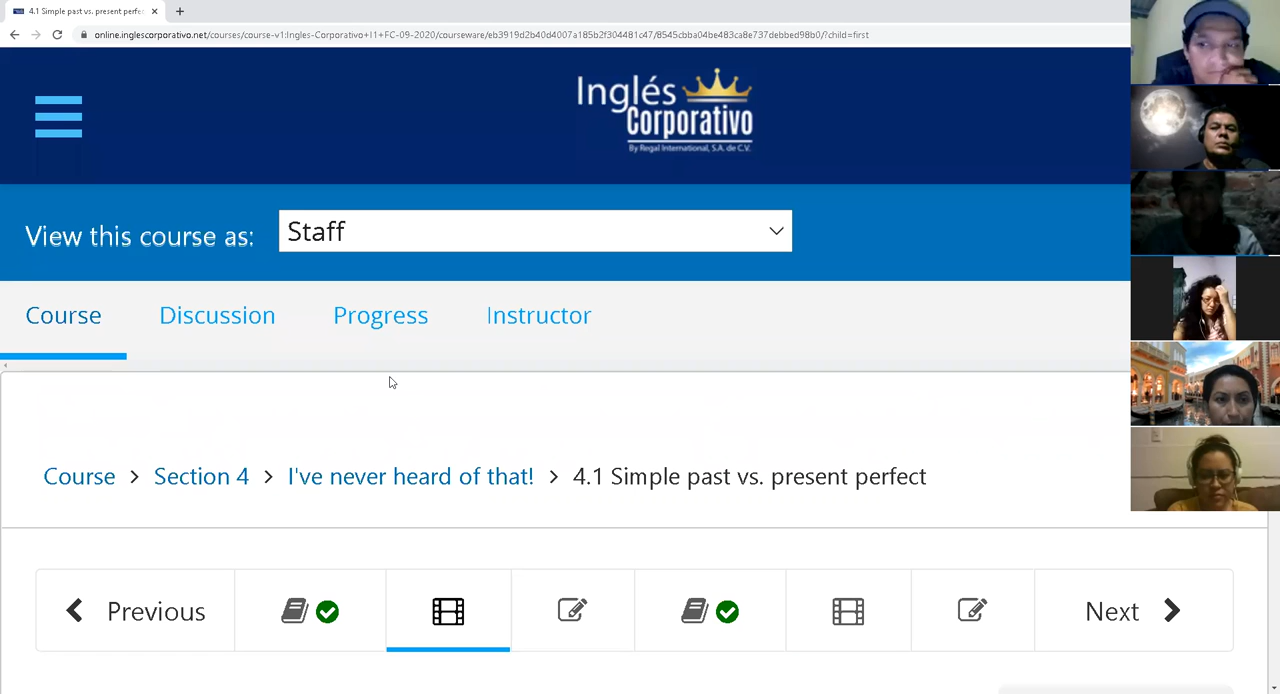 4.1 Simple past vs. present perfe
online.inglescorporativo.net/courses/course-v1:Ingles-Corporativo+I1+FC-09-2020/courseware/eb3919d2b40d4007a185b2f304481c47/8545cbba04be483ca8e737debbed98b0/?child=first
Inglés
Corporativo
By Regal International, S.A. de C.V.
View this course as: Staff
Course Discussion Progress Instructor
Course > Section 4 > I've never heard of that! > 4.1 Simple past vs. present perfect
Previous Next